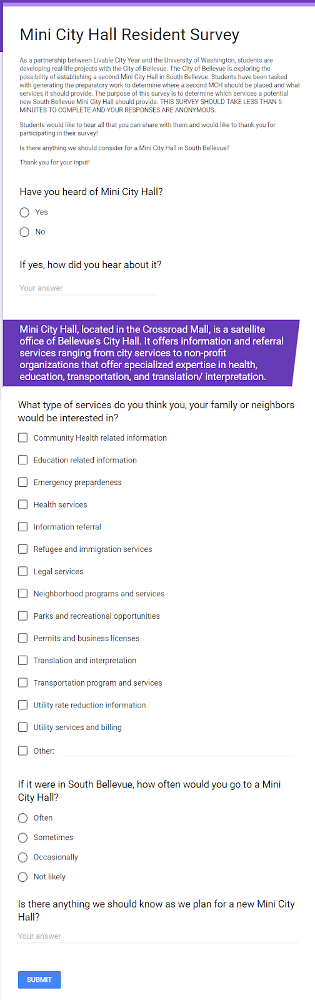 Mini City Hall Resident Survey
As a partnership between Livable City Year and the University of Washington, students are
developing real-life projects with the City of Bellevue. The City of Bellevue is exploring the
possibility of establishing a second Mini City Hall in South Bellevue. Students have been tasked
with generating the preparatory work to determine where a second MCH should be placed and what
services it should provide. The purpose of this survey is to determine which services a potential
new South Bellevue Mini City Hall should provide. THIS SURVEY SHOULD TAKE LESS THAN 5
MINUTES TO COMPLETE AND YOUR RESPONSES ARE ANONYMOUS.
Students would like to hear all that you can share with them and would like to thank you for
participating in their survey!
Is there anything we should consider for a Mini City Hall in South Bellevue?
Thank you for your input!
Have you heard of Mini City Hall?
Yes
No
If yes, how did you hear about it?
Your answer
Mini City Hall, located in the Crossroad Mall, is a satellite
office of Bellevue's City Hall. It offers information and referral
services ranging from city services to non-profit
organizations that offer specialized expertise in health,
education, transportation, and translation/ interpretation.
What type of services do you think you, your family or neighbors
would be interested in?
Community Health related information
Education related information
Emergency prepardeness
Health services
Information referral
Refugee and immigration services
Legal services
Neighborhood programs and services
Parks and recreational opportunities
Permits and business licenses
Translation and interpretation
Transportation program and services
Utility rate reduction information
Utility services and billing
Other:
If it were in South Bellevue, how often would you go to a Mini
City Hall?
Often
Sometimes
Occasionally
Not likely
Is there anything we should know as we plan for a new Mini City
Hall?
Your answer
SUBMIT